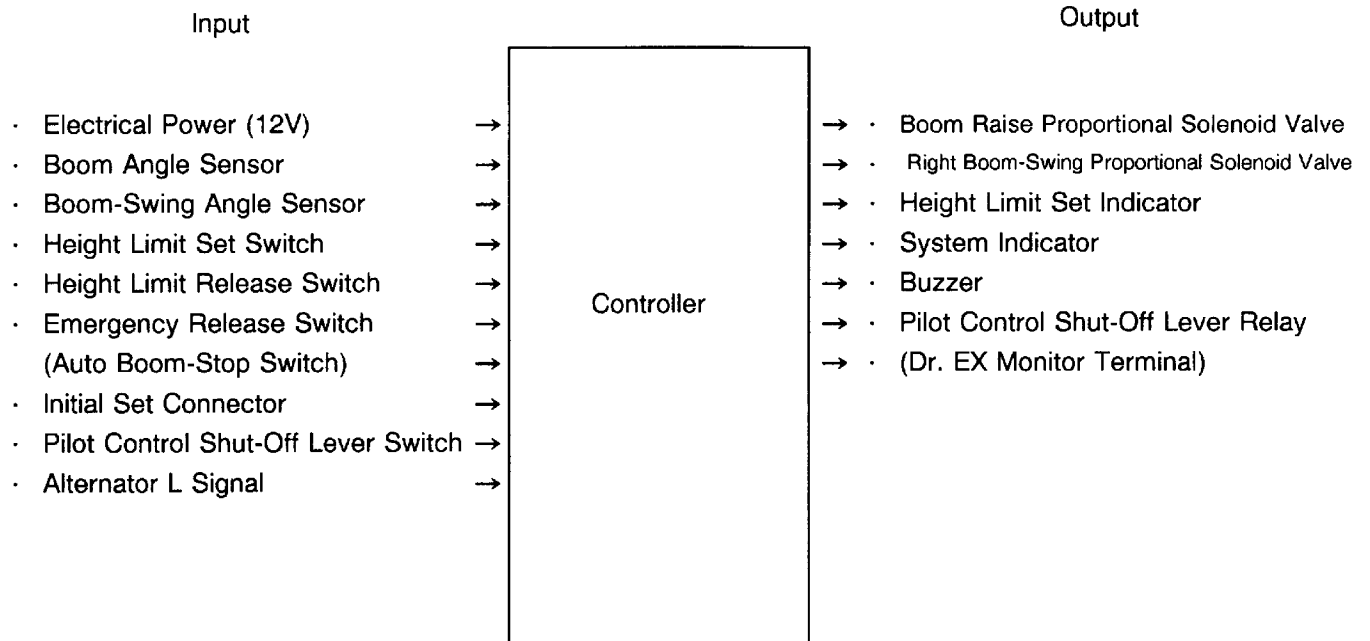 Input
Output
· Electrical Power (12V) →
· Boom Angle Sensor →
· Boom-Swing Angle Sensor →
· Height Limit Set Switch →
· Height Limit Release Switch →
· Emergency Release Switch →
(Auto Boom-Stop Switch) →
· Initial Set Connector →
· Pilot Control Shut-Off Lever Switch →
· Alternator L Signal →
Controller
→ · Boom Raise Proportional Solenoid Valve
→ · Right Boom-Swing Proportional Solenoid Valve
→ · Height Limit Set Indicator
→ · System Indicator
→ · Buzzer
→ · Pilot Control Shut-Off Lever Relay
→ · (Dr. EX Monitor Terminal)